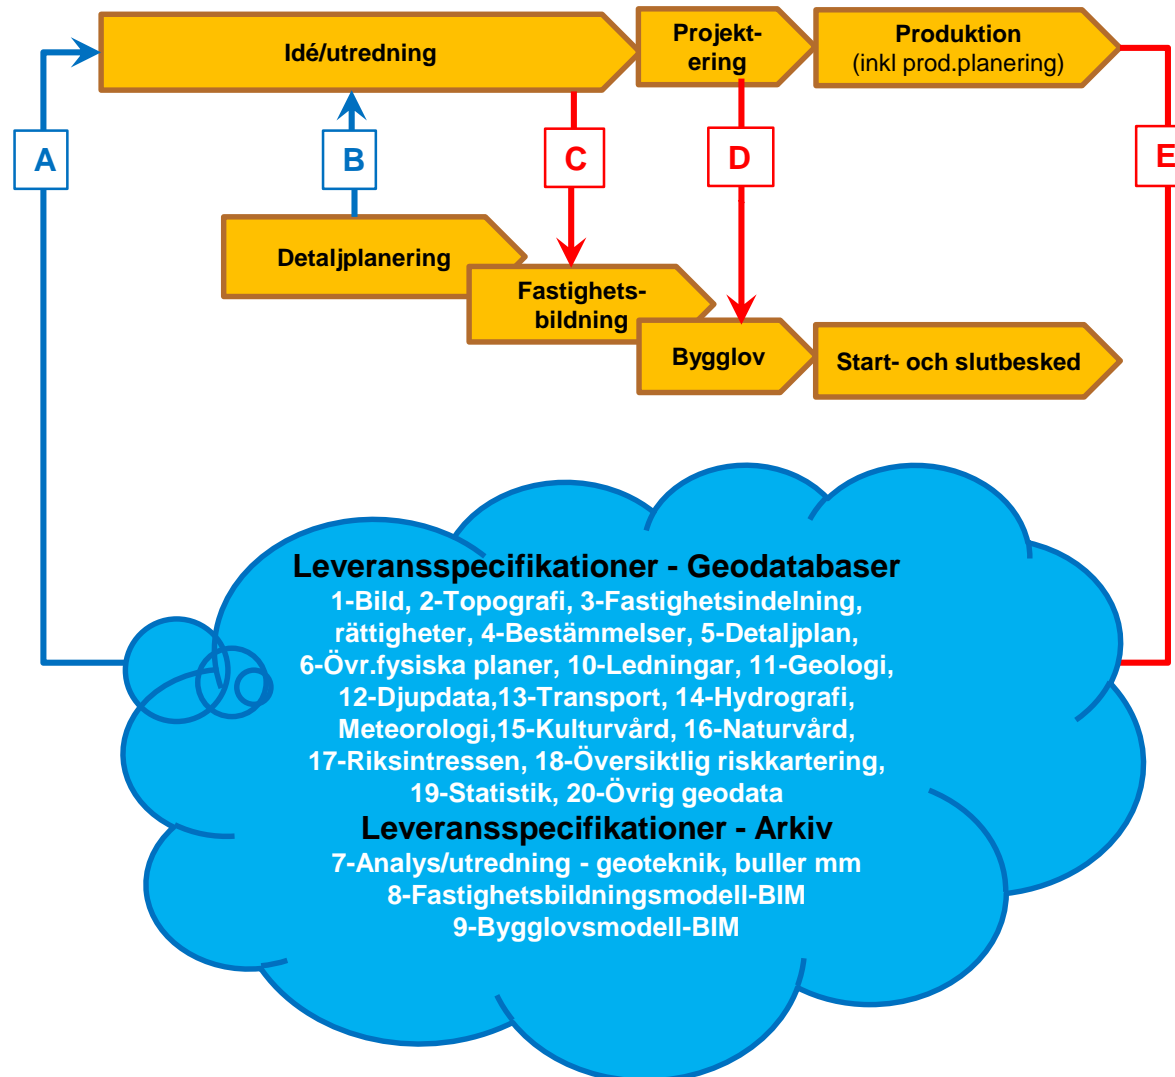 Idé/utredning
Projekt-
ering
Produktion
(inkl prod.planering)
A
B
C
D
E
Detaljplanering
Fastighets-
bildning
Bygglov
Start- och slutbesked
Leveransspecifikationer - Geodatabaser
1-Bild, 2-Topografi, 3-Fastighetsindelning,
rättigheter, 4-Bestämmelser, 5-Detaljplan,
6-Övr.fysiska planer, 10-Ledningar, 11-Geologi,
12-Djupdata,13-Transport, 14-Hydrografi,
Meteorologi,15-Kulturvård, 16-Naturvård,
17-Riksintressen, 18-Översiktlig riskkartering,
19-Statistik, 20-Övrig geodata
Leveransspecifikationer - Arkiv
7-Analys/utredning - geoteknik, buller mm
8-Fastighetsbildningsmodell-BIM
9-Bygglovsmodell-BIM